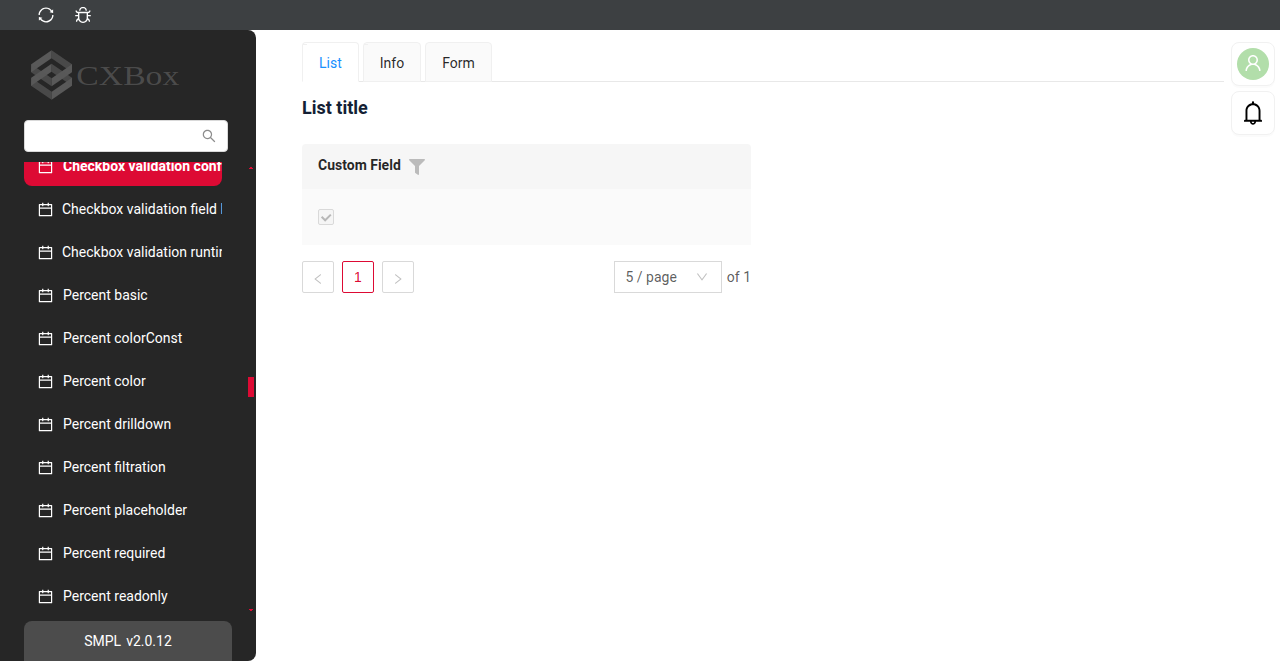 CXBox
Checkbox validation conf
Checkbox validation field
Checkbox validation runtin
Percent basic
Percent colorConst
Percent color
Percent drilldown
Percent filtration
Percent placeholder
Percent required
Percent readonly
SMPL v2.0.12
List Info Form
List title
Custom Field
< 1 > 5 / page of 1